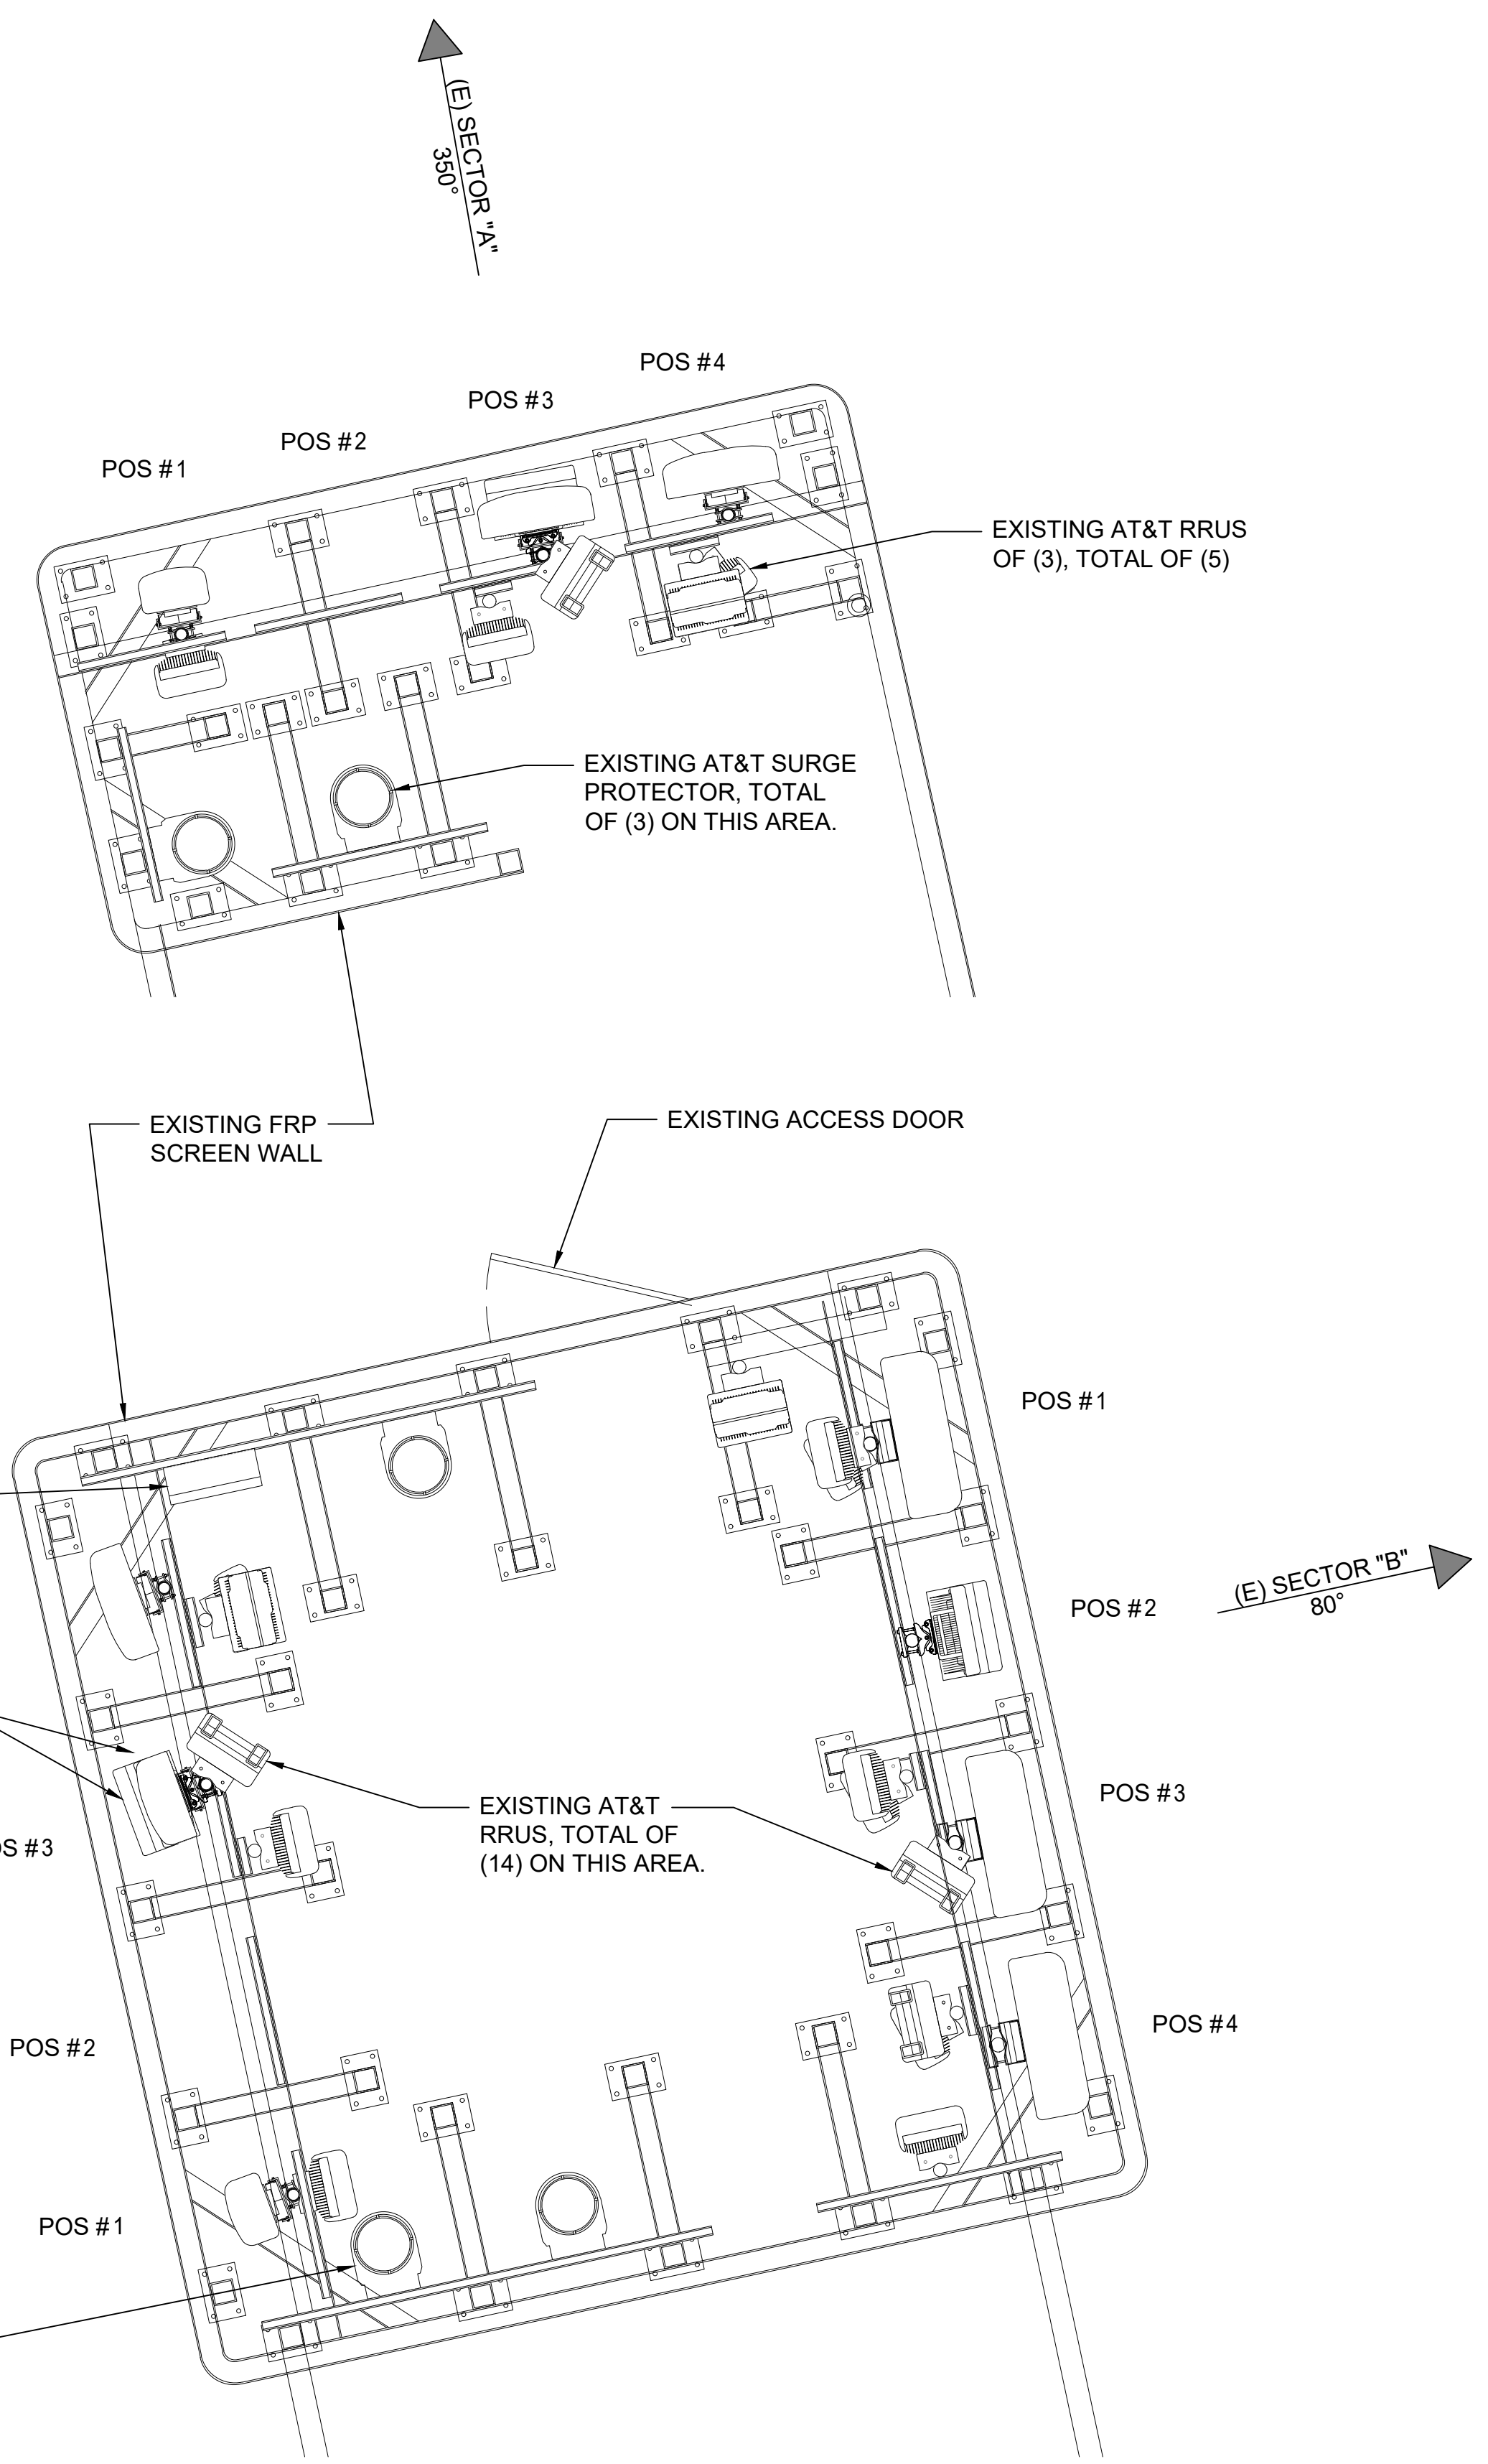 (E) SECTOR "A"
350°
POS #4
POS #3
POS #2
POS #1
EXISTING AT&T RRUS
OF (3), TOTAL OF (5)
EXISTING AT&T SURGE
PROTECTOR, TOTAL
OF (3) ON THIS AREA.
EXISTING FRP
SCREEN WALL
EXISTING ACCESS DOOR
POS #1
(E) SECTOR "B"
80°
POS #2
POS #3
EXISTING AT&T
RRUS, TOTAL OF
(14) ON THIS AREA.
S #3
POS #4
POS #2
POS #1